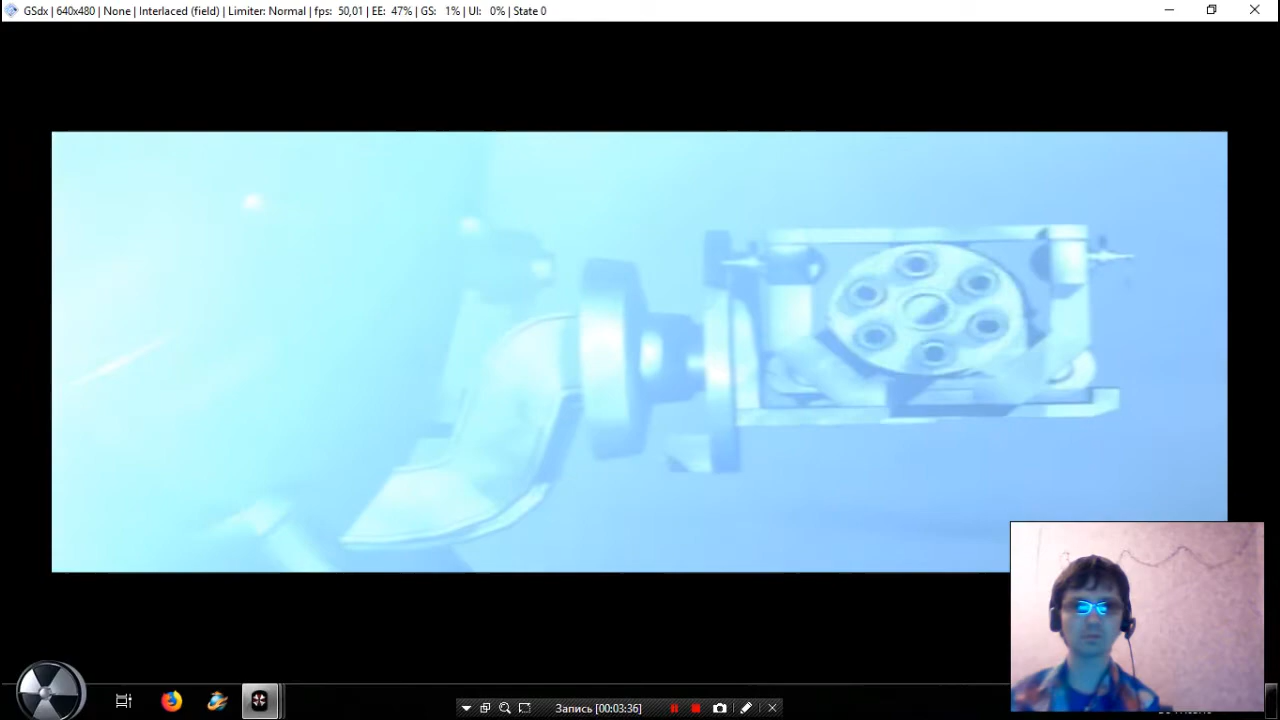 GSdx | 640x480 | None | Interlaced (field) | Limiter: Normal | fps: 50,01 | EE: 47% | GS: 1% | UI: 0% | State 0
Запись [00:03:36]